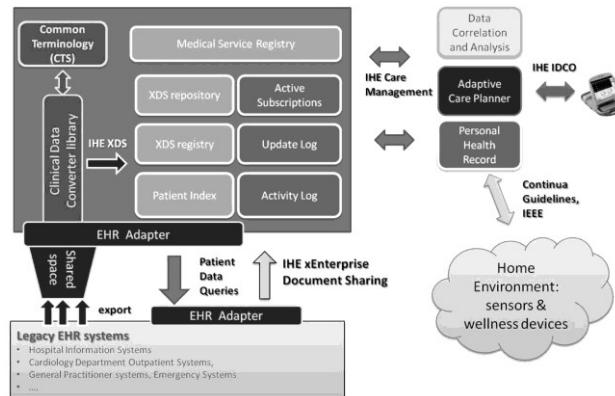 Common
Terminology
(CTS)
Medical Service Registry
Data
Correlation
and Analysis
IHE Care
Management
IHE IDCO
Adaptive
Care Planner
Clinical Data
Converter library
IHE XDS
XDS repository
Active
Subscriptions
XDS registry
Update Log
Personal
Health
Record
Patient Index
Activity Log
Continua
Guidelines,
IEEE
EHR Adapter
Shared
space
Patient
Data
Queries
IHE xEnterprise
Document Sharing
Home
Environment:
sensors &
wellness devices
export
EHR Adapter
Legacy EHR systems
• Hospital Information Systems
• Cardiology Department Outpatient Systems,
• General Practitioner systems, Emergency Systems
• ....